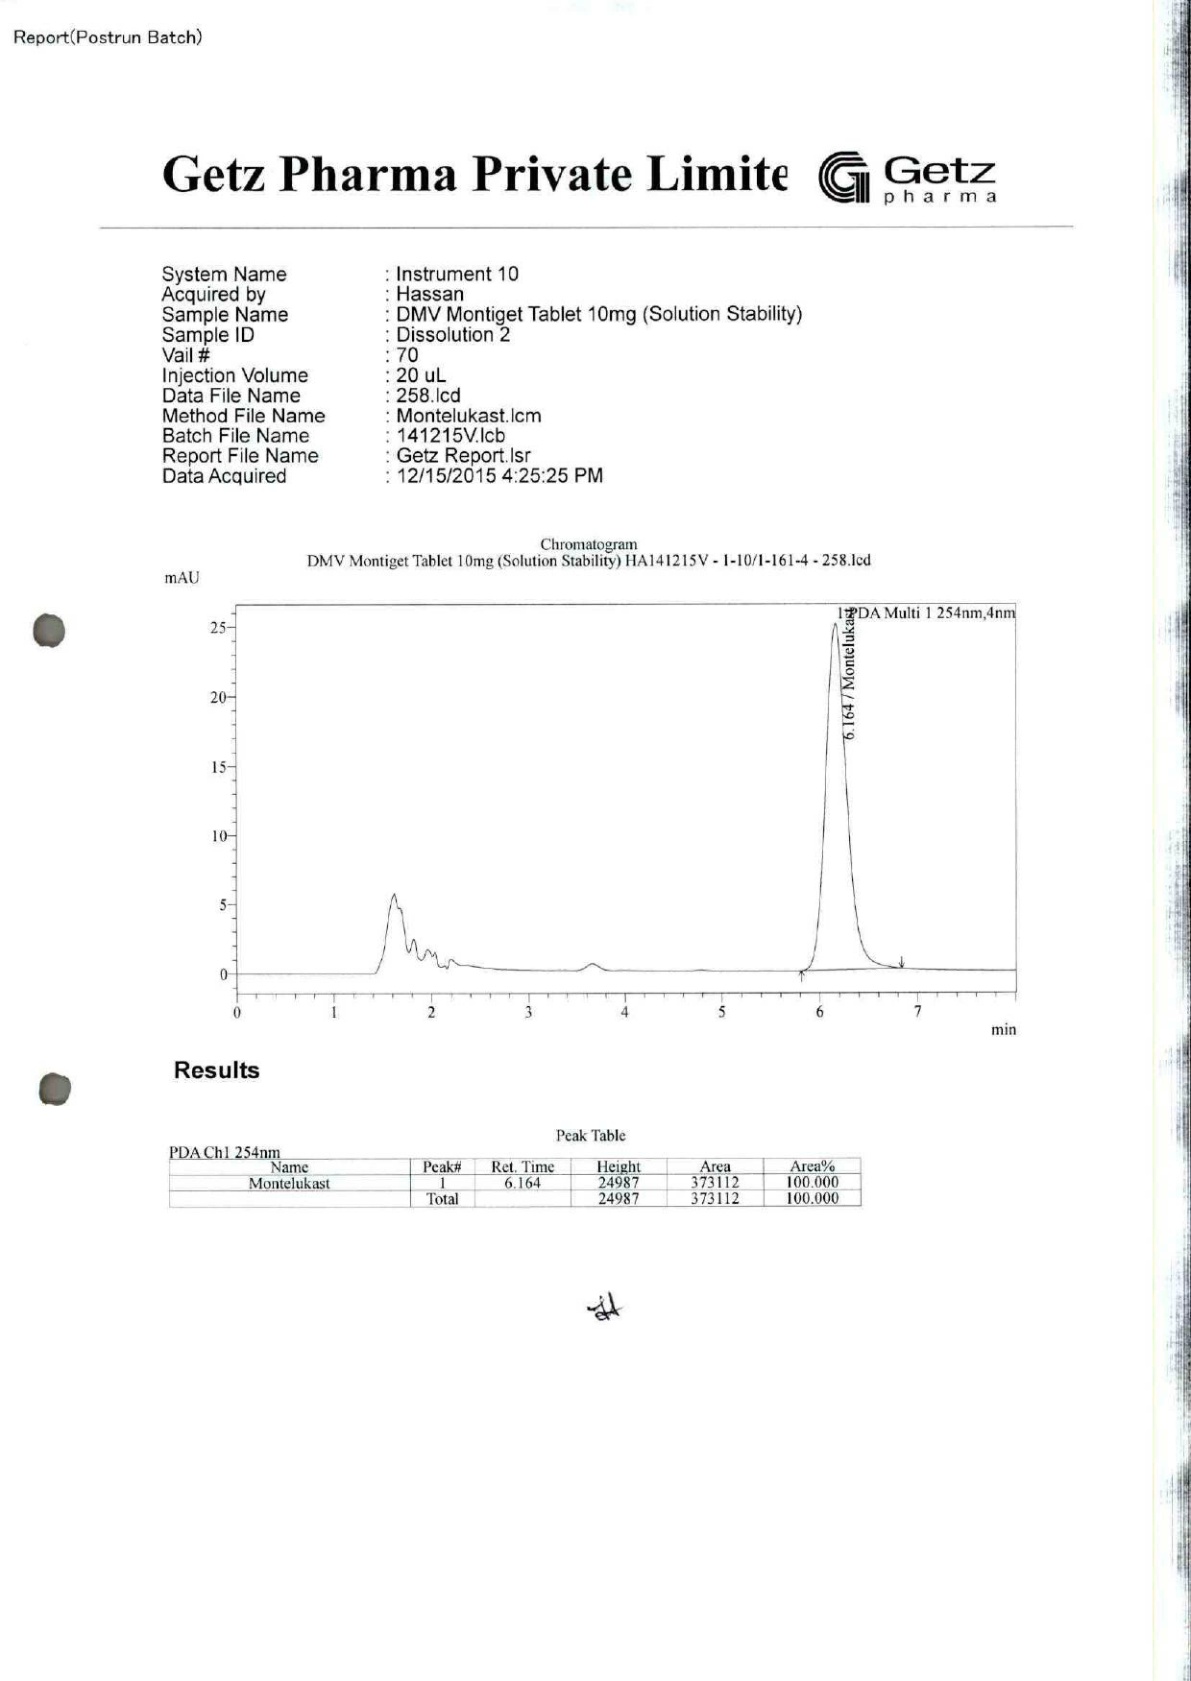 Report(Postrun Batch)
Getz Pharma Private Limite
Getz
pharma
System Name : Instrument 10
Acquired by : Hassan
Sample Name : DMV Montiget Tablet 10mg (Solution Stability)
Sample ID : Dissolution 2
Vail # : 70
Injection Volume : 20 uL
Data File Name : 258.lcd
Method File Name : Montelukast.lcm
Batch File Name : 141215V.lcb
Report File Name : Getz Report.lsr
Data Acquired : 12/15/2015 4:25:25 PM
Chromatogram
DMV Montiget Tablet 10mg (Solution Stability) HA141215V - 1-10/1-161-4 - 258.lcd
mAU
PDA Multi 1 254nm,4nm
6.164 / Montelukast
25
20
15
10
5
0
0 1 2 3 4 5 6 7
min
Results
Peak Table
PDA Ch1 254nm
Name Peak# Ret. Time Height Area Area%
Montelukast 1 6.164 24987 373112 100.000
Total 24987 373112 100.000